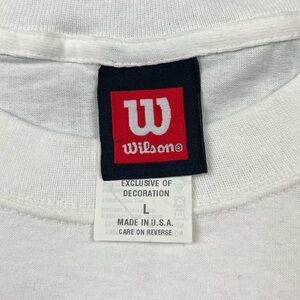 W
Wilson®
EXCLUSIVE OF
DECORATION
L
MADE IN U.S.A.
CARE ON REVERSE